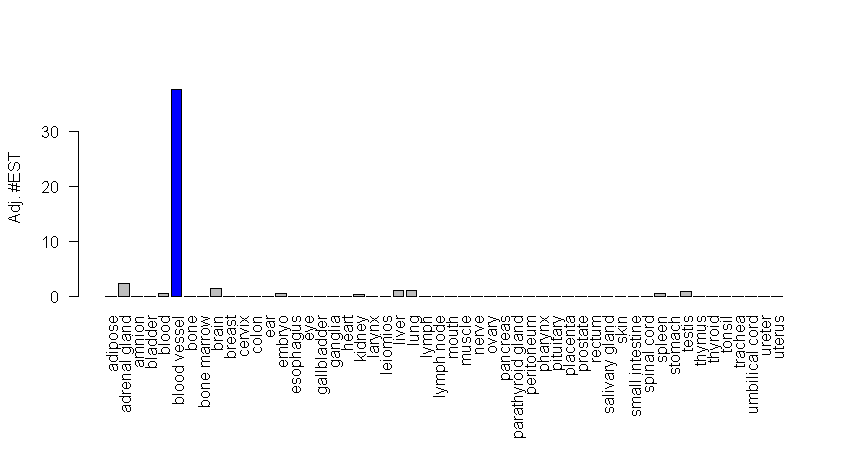 Adj. #EST
30
20
10
0
adipose
adrenal gland
amnion
bladder
blood
blood vessel
bone
bone marrow
brain
breast
cervix
colon
ear
embryo
esophagus
eye
gallbladder
ganglia
heart
kidney
larynx
leiomios
liver
lung
lymph
lymph node
mouth
muscle
nerve
ovary
pancreas
parathyroid gland
peritoneum
pharynx
pituitary
placenta
prostate
rectum
salivary gland
skin
small intestine
spinal cord
spleen
stomach
testis
thymus
thyroid
tonsil
trachea
umbilical cord
ureter
uterus